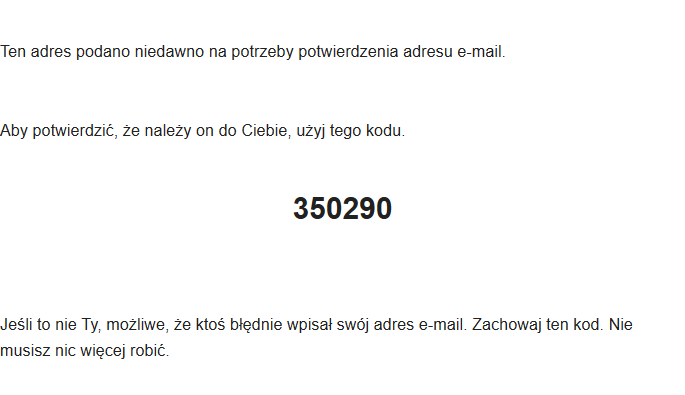 Ten adres podano niedawno na potrzeby potwierdzenia adresu e-mail.
Aby potwierdzić, że należy on do Ciebie, użyj tego kodu.
350290
Jeśli to nie Ty, możliwe, że ktoś błędnie wpisał swój adres e-mail. Zachowaj ten kod. Nie
musisz nic więcej robić.